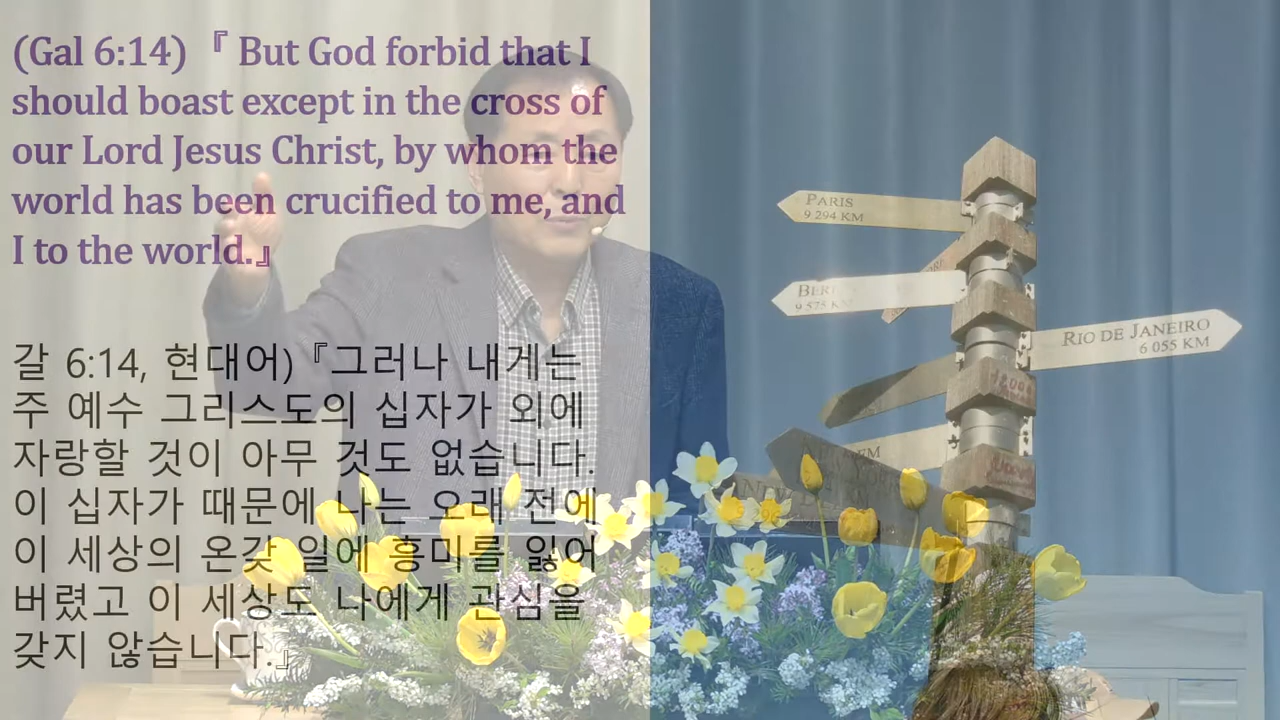 (Gal 6:14) 『 But God forbid that I
should boast except in the cross of
our Lord Jesus Christ, by whom the
world has been crucified to me, and
I to the world.』
갈 6:14, 현대어)『그러나 내게는
주 예수 그리스도의 십자가 외에
자랑할 것이 아무 것도 없습니다.
이 십자가 때문에 나는 오래 전에
이 세상의 온갖 일에 흥미를 잃어
버렸고 이 세상도 나에게 관심을
갖지 않습니다.』
PARIS
9 294 KM
9 575 KM
RIO DE JANEIRO
6 055 KM